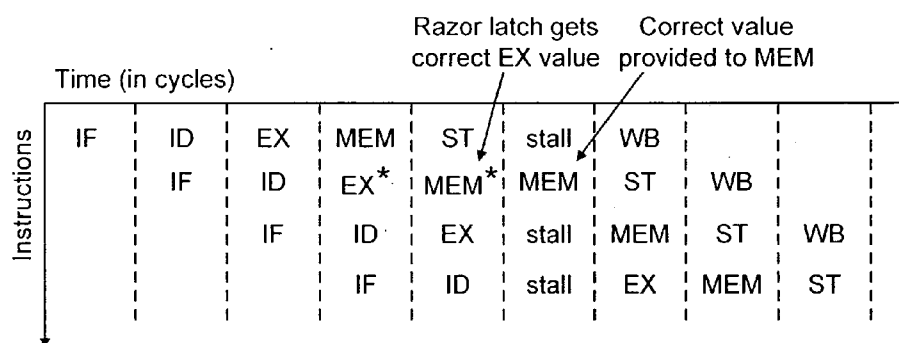 Razor latch gets Correct value
correct EX value provided to MEM
Time (in cycles)
Instructions
IF ID EX MEM ST stall WB
IF ID EX* MEM* MEM ST WB
IF ID EX stall MEM ST WB
IF ID stall EX MEM ST